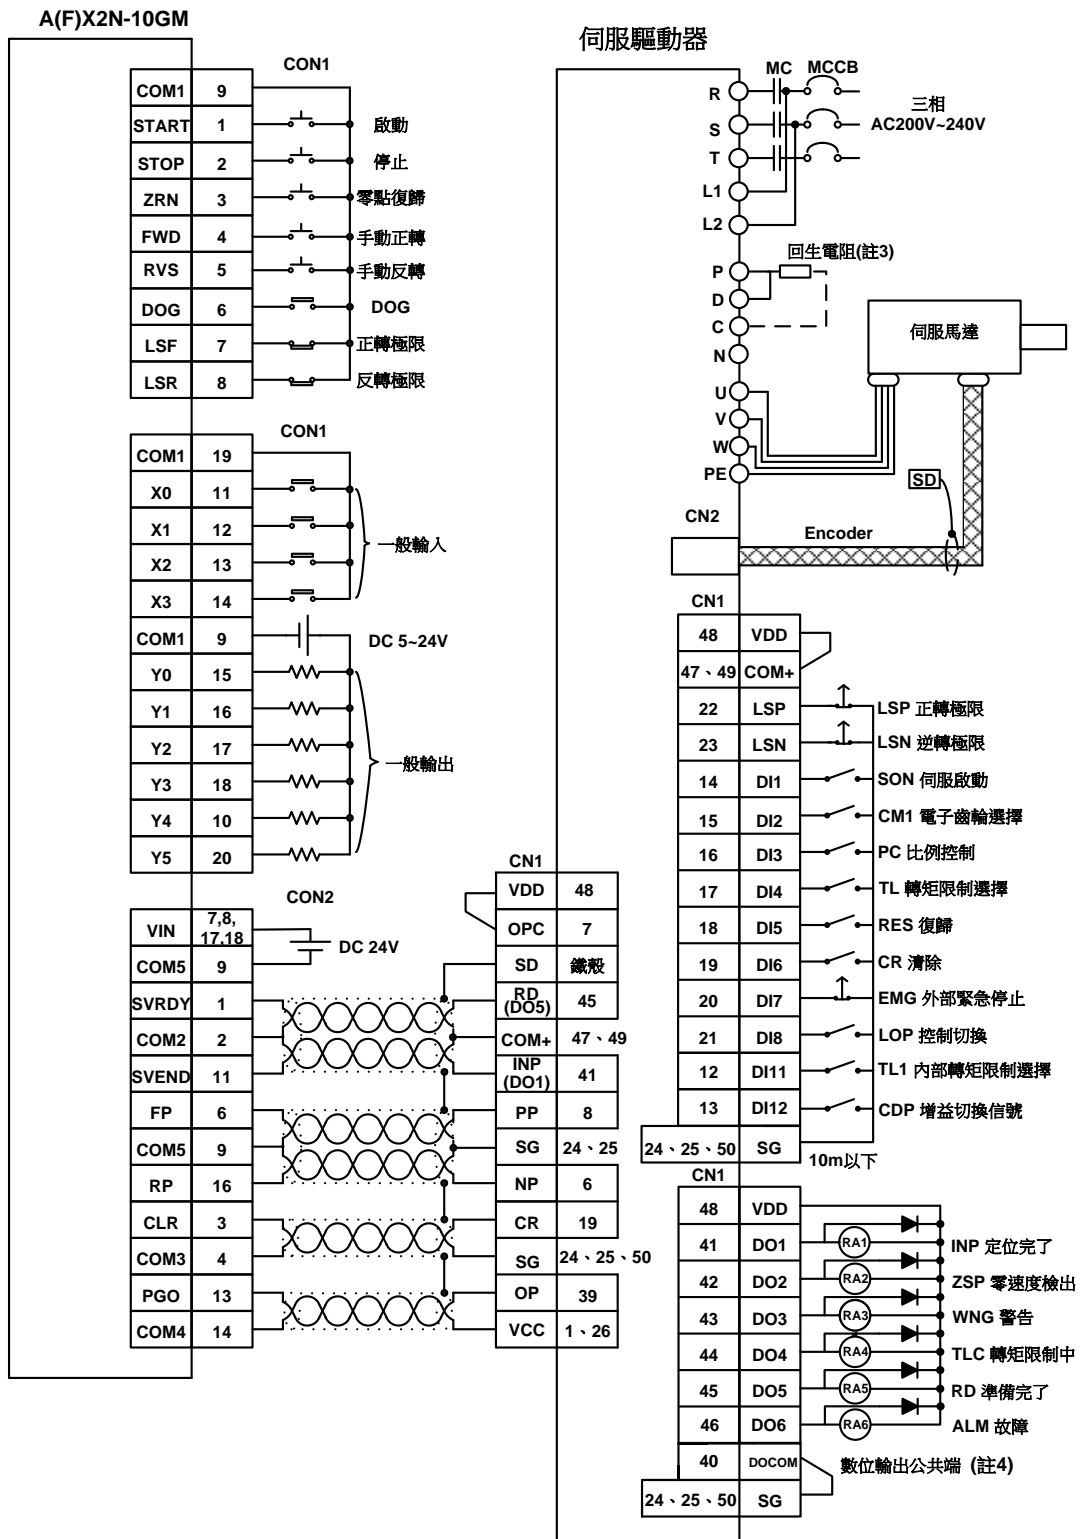 A(F)X2N-10GM
CON1
COM1 9
START 1 啟動
STOP 2 停止
ZRN 3 零點復歸
FWD 4 手動正轉
RVS 5 手動反轉
DOG 6 DOG
LSF 7 正轉極限
LSR 8 反轉極限
CON1
COM1 19
X0 11
X1 12
X2 13
X3 14
一般輸入
COM1 9 DC 5~24V
Y0 15
Y1 16
Y2 17
Y3 18
Y4 10
Y5 20
一般輸出
CON2
VIN 7,8,
17,18
DC 24V
COM5 9
SVRDY 1
COM2 2
SVEND 11
FP 6
COM5 9
RP 16
CLR 3
COM3 4
PGO 13
COM4 14
CN1
VDD 48
OPC 7
SD 鐵殼
RD
(DO5) 45
COM+ 47、49
INP
(DO1) 41
PP 8
SG 24、25
NP 6
CR 19
SG 24、25、50
OP 39
VCC 1、26
伺服驅動器
MC MCCB
R
S
T
三相
AC200V~240V
L1
L2
回生電阻(註3)
P
D
C
N
U
V
W
PE
伺服馬達
SD
CN2
Encoder
CN1
48 VDD
47、49 COM+
22 LSP LSP 正轉極限
23 LSN LSN 逆轉極限
14 DI1 SON 伺服啟動
15 DI2 CM1 電子齒輪選擇
16 DI3 PC 比例控制
17 DI4 TL 轉矩限制選擇
18 DI5 RES 復歸
19 DI6 CR 清除
20 DI7 EMG 外部緊急停止
21 DI8 LOP 控制切換
12 DI11 TL1 內部轉矩限制選擇
13 DI12 CDP 增益切換信號
24、25、50 SG
10m以下
CN1
48 VDD
41 DO1 RA1 INP 定位完了
42 DO2 RA2 ZSP 零速度檢出
43 DO3 RA3 WNG 警告
44 DO4 RA4 TLC 轉矩限制中
45 DO5 RA5 RD 準備完了
46 DO6 RA6 ALM 故障
40 DOCOM 數位輸出公共端 (註4)
24、25、50 SG